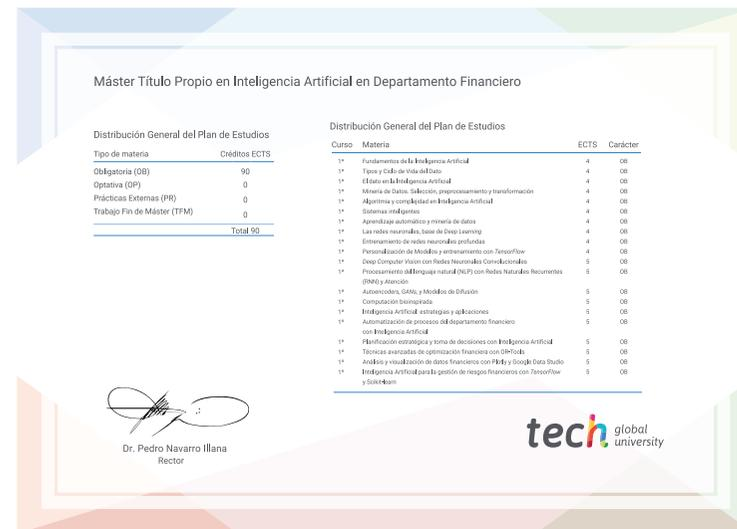 Máster Título Propio en Inteligencia Artificial en Departamento Financiero
Distribución General del Plan de Estudios
Tipo de materia Créditos ECTS
Obligatoria (OB) 90
Optativa (OP) 0
Prácticas Externas (PR) 0
Trabajo Fin de Máster (TFM) 0
Total 90
Distribución General del Plan de Estudios
Curso Materia ECTS Carácter
1º Fundamentos de la Inteligencia Artificial 4 OB
1º Tipos y Ciclo de Vida del Dato 4 OB
1º El dato en la Inteligencia Artificial 4 OB
1º Minería de Datos. Selección, preprocesamiento y transformación 4 OB
1º Algoritmia y complejidad en Inteligencia Artificial 4 OB
1º Sistemas inteligentes 4 OB
1º Aprendizaje automático y minería de datos 4 OB
1º Las redes neuronales, base de Deep Learning 4 OB
1º Entrenamiento de redes neuronales profundas 4 OB
1º Personalización de Modelos y entrenamiento con TensorFlow 4 OB
1º Deep Computer Vision con Redes Neuronales Convolucionales 5 OB
1º Procesamiento del lenguaje natural (NLP) con Redes Naturales Recurrentes 5 OB
(RNN) y Atención
1º Autoencoders, GANs, y Modelos de Difusión 5 OB
1º Computación bioinspirada 5 OB
1º Inteligencia Artificial: estrategias y aplicaciones 5 OB
1º Automatización de procesos del departamento financiero 5 OB
con Inteligencia Artificial
1º Planificación estratégica y toma de decisiones con Inteligencia Artificial 5 OB
1º Técnicas avanzadas de optimización financiera con OR-Tools 5 OB
1º Análisis y visualización de datos financieros con Plotly y Google Data Studio 5 OB
1º Inteligencia Artificial para la gestión de riesgos financieros con TensorFlow 5 OB
y Scikit-learn
Dr. Pedro Navarro Illana
Rector
tech global
university